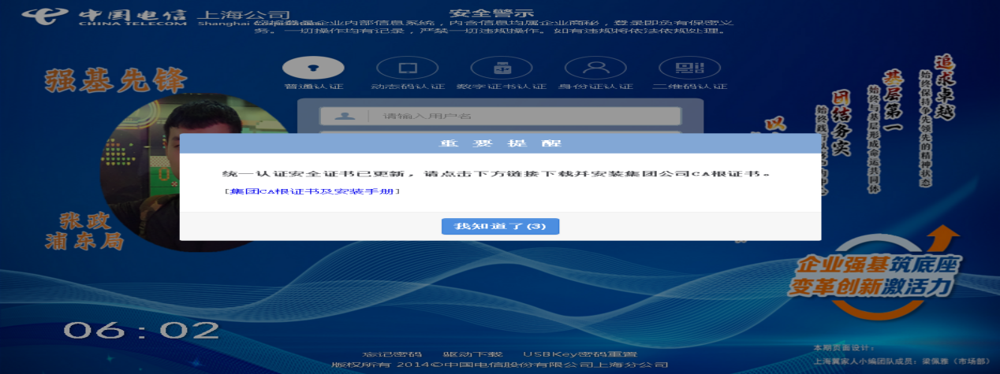 中国电信 上海公司
CHINA TELECOM Shanghai
安全警示
企业内部信息系统，内含信息均属企业商秘，登录即负有保密义
务。一切操作均有记录，严禁一切违规操作。如有违规将依法依规处理。
强基先锋
普通认证 动态码认证 数字证书认证 身份证认证 二维码认证
请输入用户名
重要提醒
统一认证安全证书已更新，请点击下方链接下载并安装集团公司CA根证书。
[集团CA根证书及安装手册]
我知道了(3)
张政
浦东局
追求卓越
始终保持争先领先的精神状态
基层第一
始终与基层形成命运共同体
团结务实
始终践
以
企业强基筑底座
变革创新激活力
06:02
忘记密码 驱动下载 USBKey密码重置
版权所有 2014©中国电信股份有限公司上海分公司
本期页面设计：
上海翼家人小编团队成员：梁佩雅（市场部）